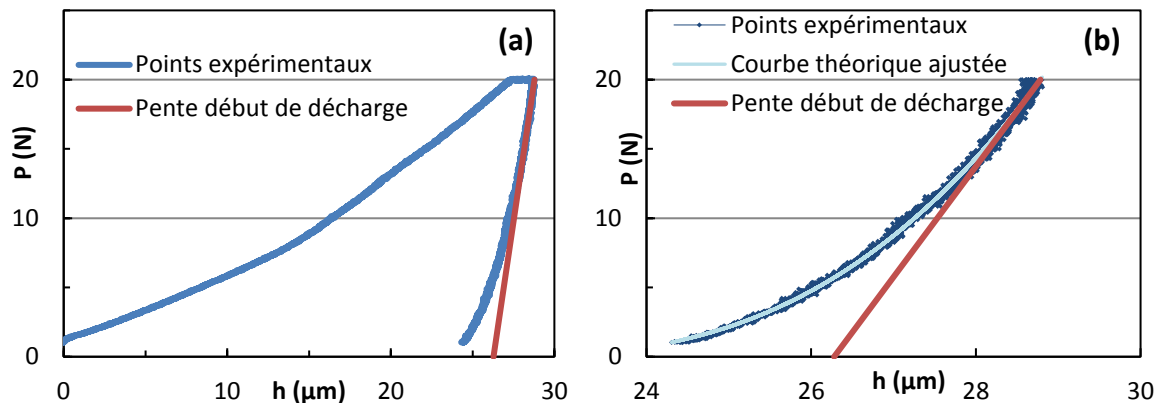 (a)
Points expérimentaux
Pente début de décharge
P (N)
20
10
0
0
10
20
30
h (µm)
(b)
Points expérimentaux
Courbe théorique ajustée
Pente début de décharge
P (N)
30
20
10
0
24
26
28
30
h (µm)